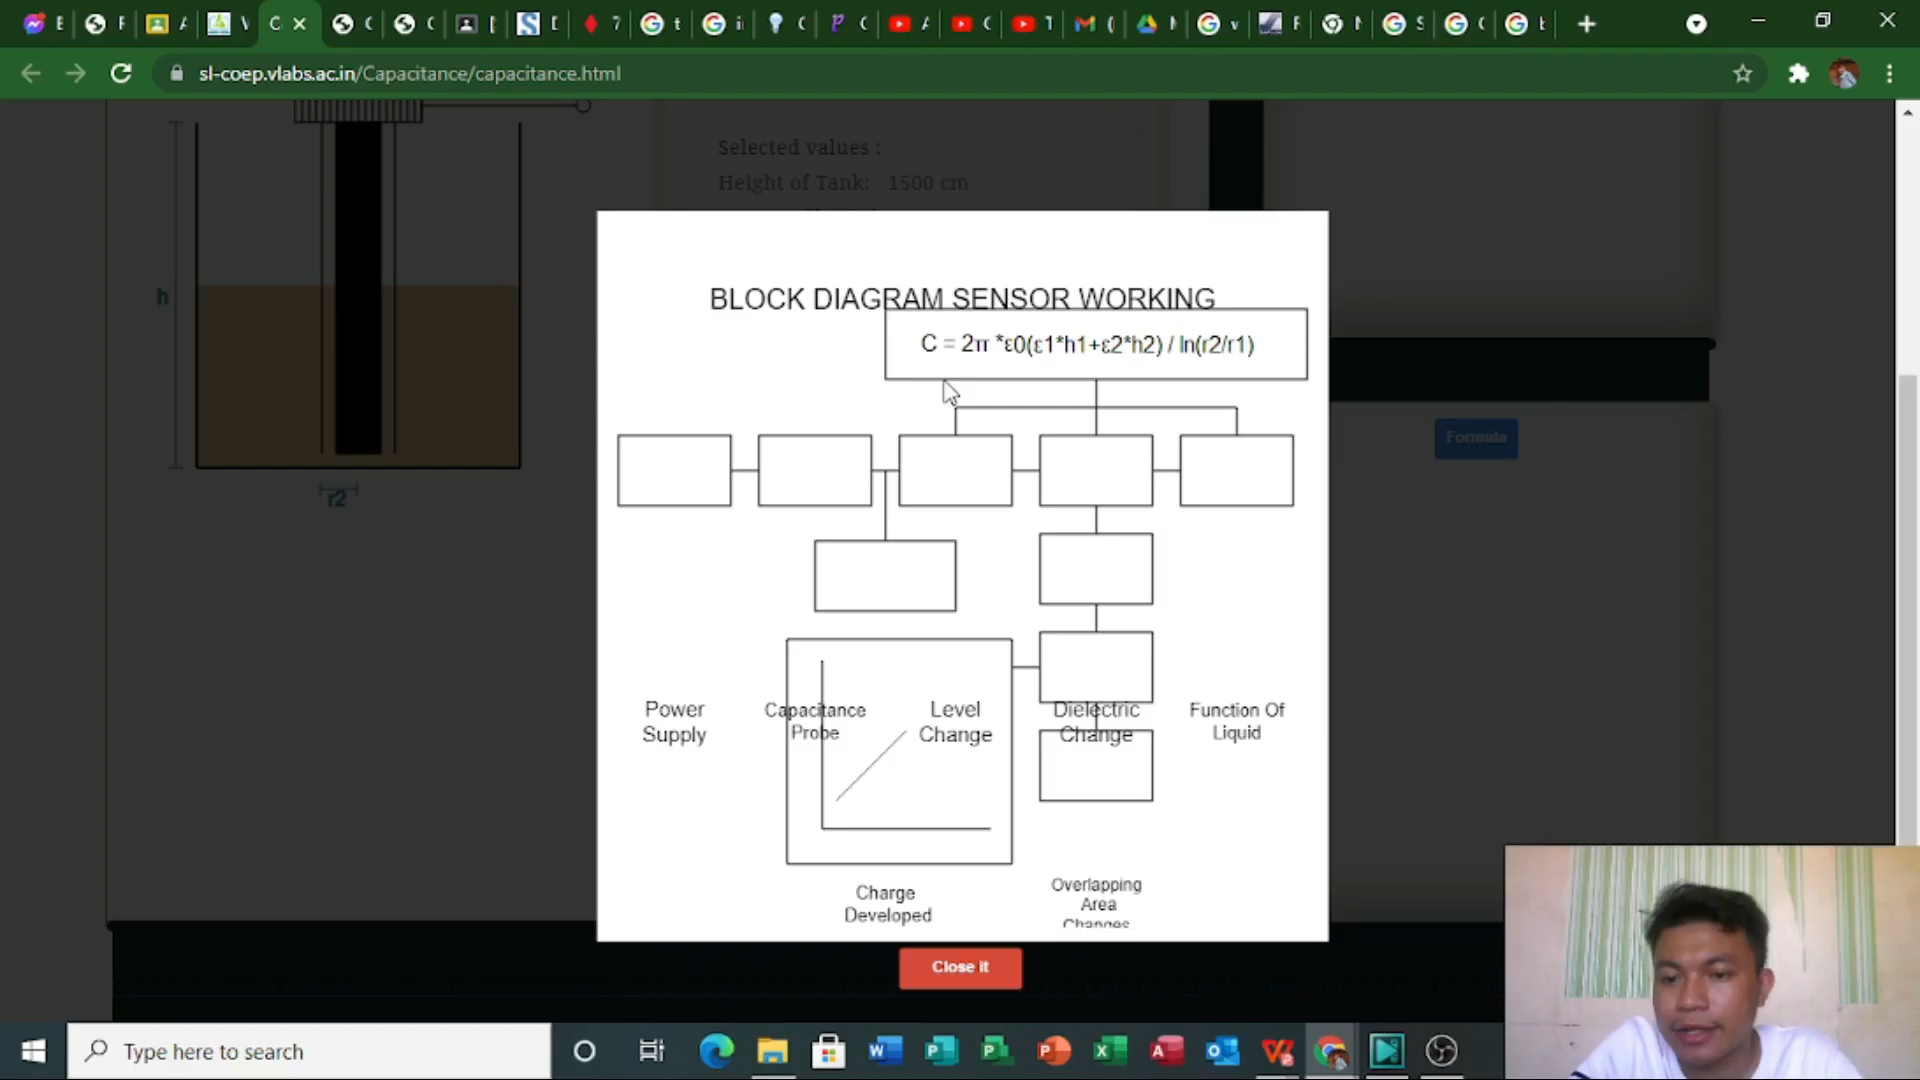 sl-coep.vlabs.ac.in/Capacitance/capacitance.html
Selected values :
Height of Tank: 1500 cm
h
r2
BLOCK DIAGRAM SENSOR WORKING
C = 2π *ε0(ε1*h1+ε2*h2) / ln(r2/r1)
Formula
Power
Supply
Capacitance
Probe
Level
Change
Dielectric
Change
Function Of
Liquid
Charge
Developed
Overlapping
Area
Changes
Close it
Type here to search